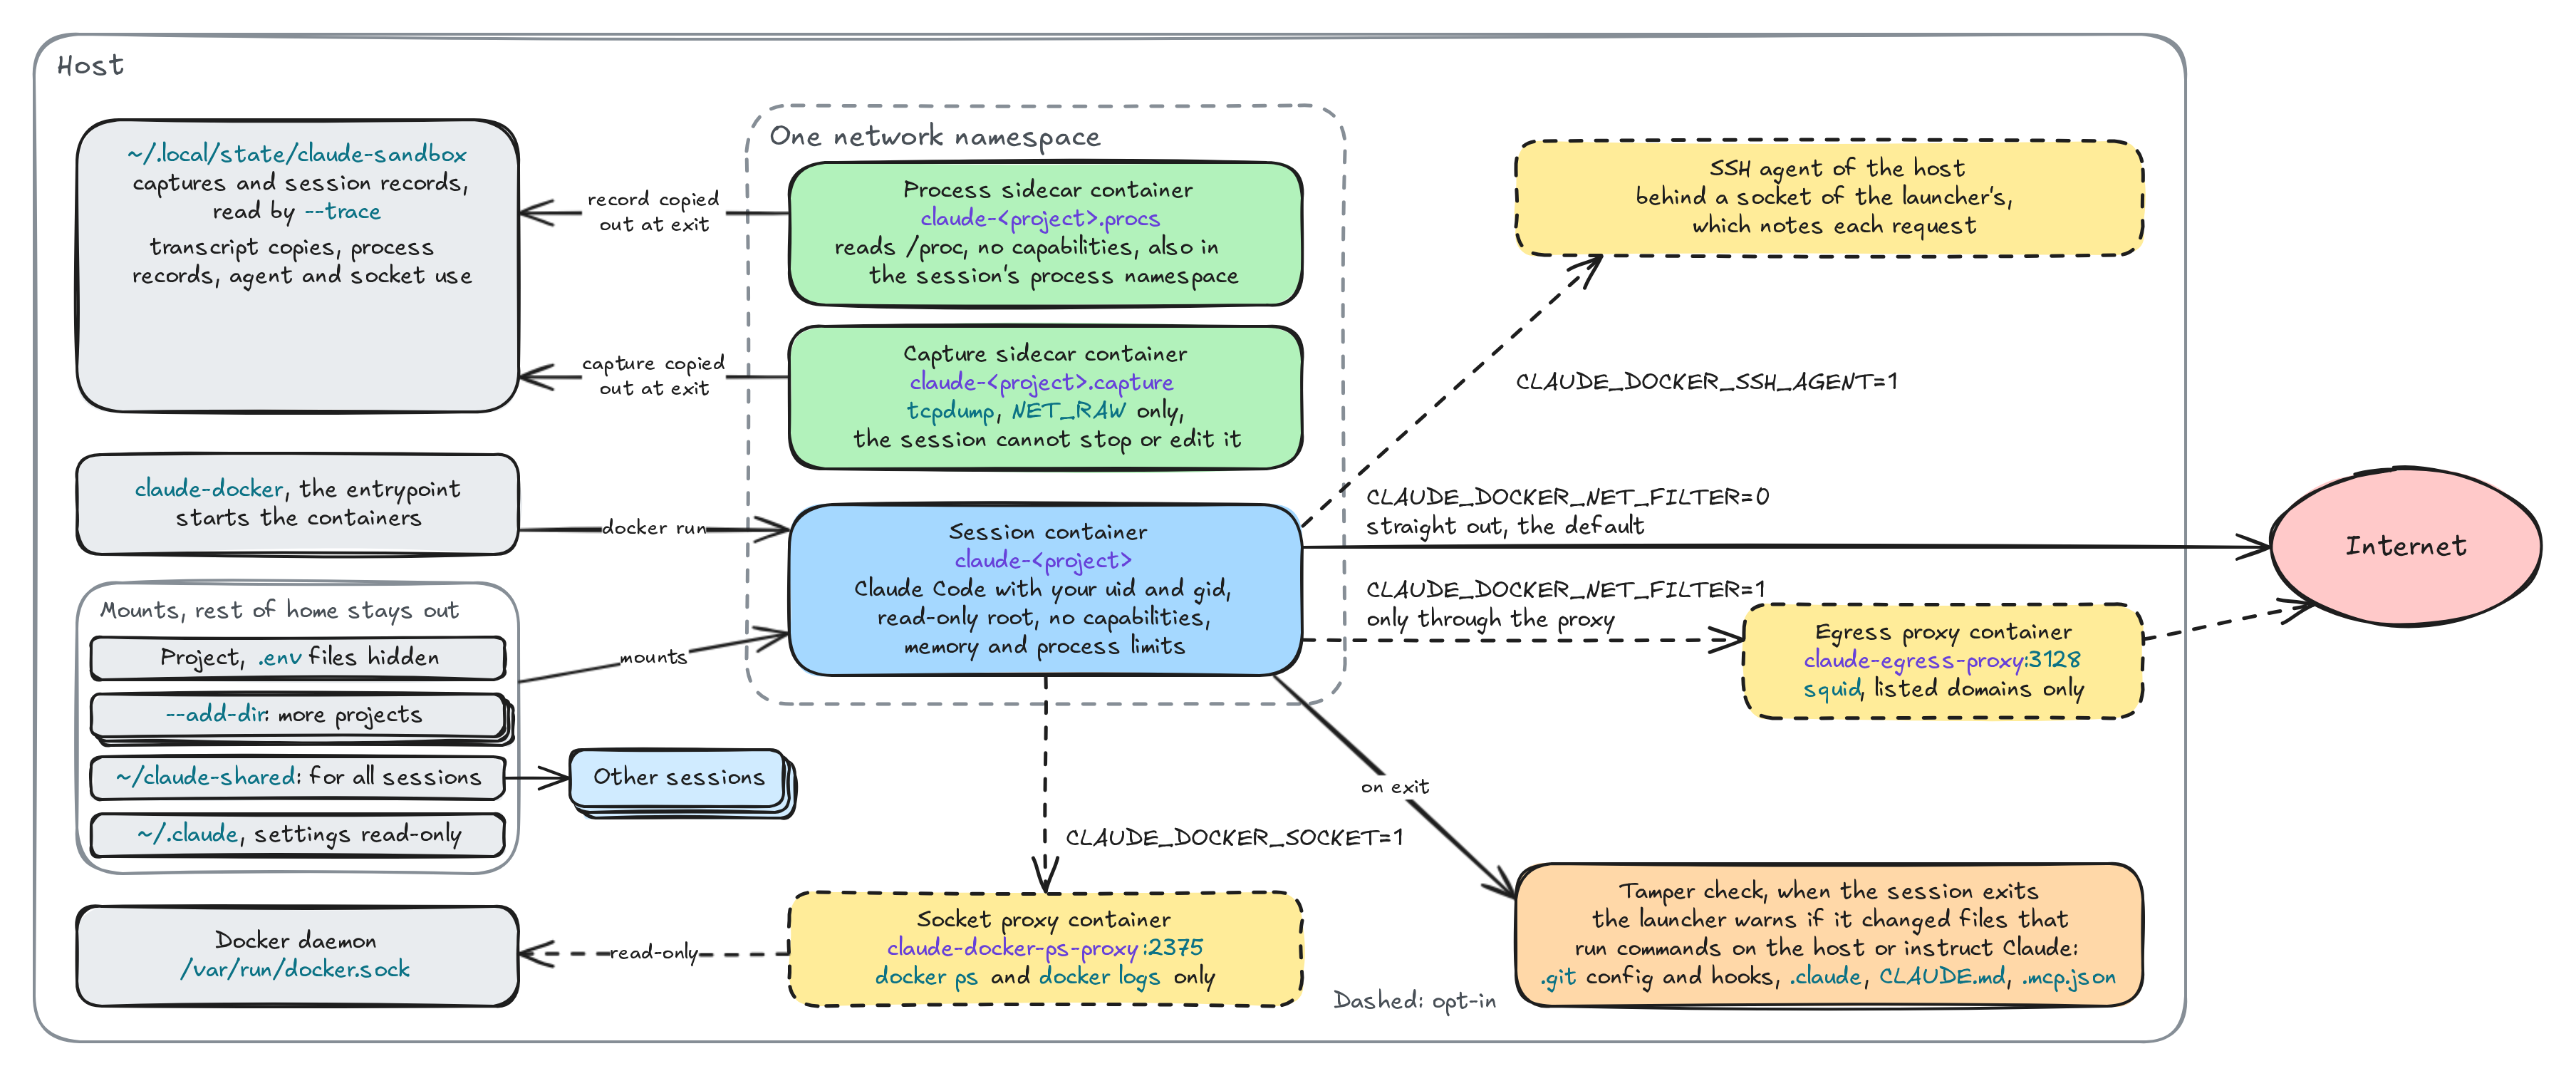 Host
~/.local/state/claude-sandbox
captures and session records,
read by --trace
transcript copies, process
records, agent and socket use
record copied
out at exit
capture copied
out at exit
One network namespace
Process sidecar container
claude-<project>.procs
reads /proc, no capabilities, also in
the session's process namespace
Capture sidecar container
claude-<project>.capture
tcpdump, NET_RAW only,
the session cannot stop or edit it
SSH agent of the host
behind a socket of the launcher's,
which notes each request
CLAUDE_DOCKER_SSH_AGENT=1
claude-docker, the entrypoint
starts the containers
docker run
Session container
claude-<project>
Claude Code with your uid and gid,
read-only root, no capabilities,
memory and process limits
CLAUDE_DOCKER_NET_FILTER=0
straight out, the default
Internet
CLAUDE_DOCKER_NET_FILTER=1
only through the proxy
Egress proxy container
claude-egress-proxy:3128
squid, listed domains only
Mounts, rest of home stays out
Project, .env files hidden
--add-dir: more projects
~/claude-shared: for all sessions
~/.claude, settings read-only
mounts
Other sessions
on exit
CLAUDE_DOCKER_SOCKET=1
Docker daemon
/var/run/docker.sock
read-only
Socket proxy container
claude-docker-ps-proxy:2375
docker ps and docker logs only
Dashed: opt-in
Tamper check, when the session exits
the launcher warns if it changed files that
run commands on the host or instruct Claude:
.git config and hooks, .claude, CLAUDE.md, .mcp.json